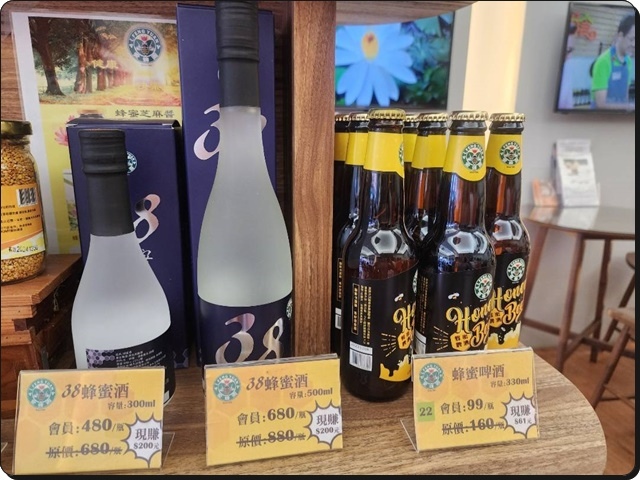 蜂蜜芝麻醬
38
38
38
Honey
Beer
38蜂蜜酒
容量:300ml
會員:480/瓶
原價:680/瓶
現賺
$200元
38蜂蜜酒
容量:500ml
會員:680/瓶
原價:880/瓶
現賺
$200元
蜂蜜啤酒
容量:330ml
22
會員:99/瓶
原價:160/瓶
現賺
$61元